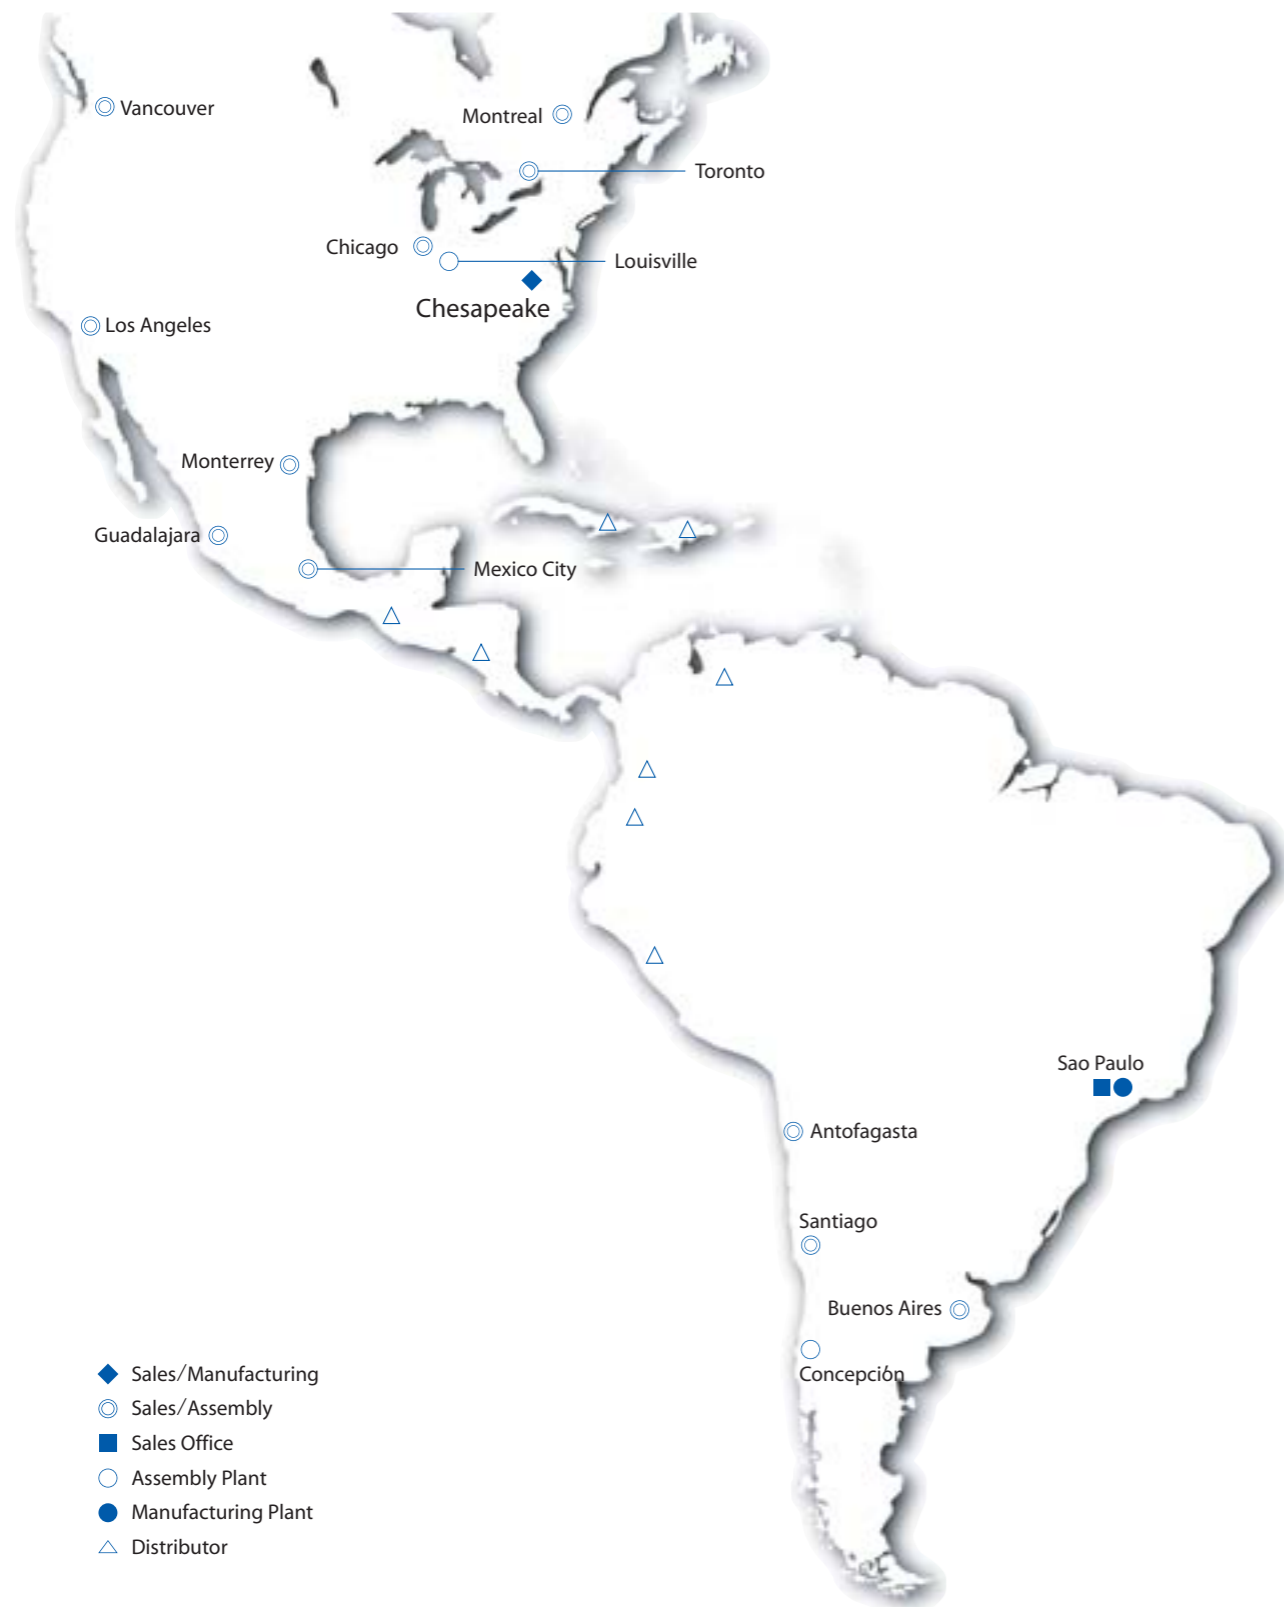 Vancouver
Montreal
Toronto
Chicago
Louisville
Chesapeake
Los Angeles
Monterrey
Guadalajara
Mexico City
Sao Paulo
Antofagasta
Santiago
Buenos Aires
Concepción
Sales/Manufacturing
Sales/Assembly
Sales Office
Assembly Plant
Manufacturing Plant
Distributor